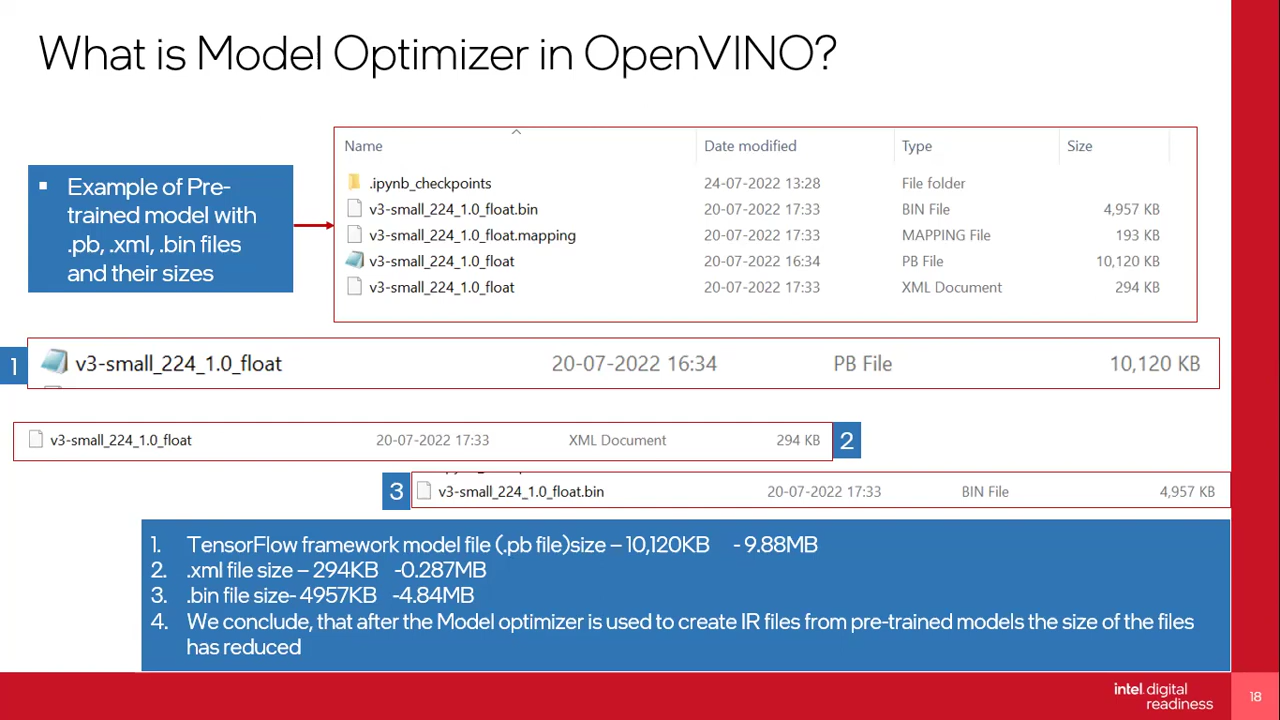 What is Model Optimizer in OpenVINO?
▪ Example of Pre-
trained model with
.pb, .xml, .bin files
and their sizes
Name Date modified Type Size
.ipynb_checkpoints 24-07-2022 13:28 File folder
v3-small_224_1.0_float.bin 20-07-2022 17:33 BIN File 4,957 KB
v3-small_224_1.0_float.mapping 20-07-2022 17:33 MAPPING File 193 KB
v3-small_224_1.0_float 20-07-2022 16:34 PB File 10,120 KB
v3-small_224_1.0_float 20-07-2022 17:33 XML Document 294 KB
1 v3-small_224_1.0_float 20-07-2022 16:34 PB File 10,120 KB
v3-small_224_1.0_float 20-07-2022 17:33 XML Document 294 KB 2
3 v3-small_224_1.0_float.bin 20-07-2022 17:33 BIN File 4,957 KB
1. TensorFlow framework model file (.pb file)size – 10,120KB - 9.88MB
2. .xml file size – 294KB -0.287MB
3. .bin file size- 4957KB -4.84MB
4. We conclude, that after the Model optimizer is used to create IR files from pre-trained models the size of the files
has reduced
intel. digital
readiness
18